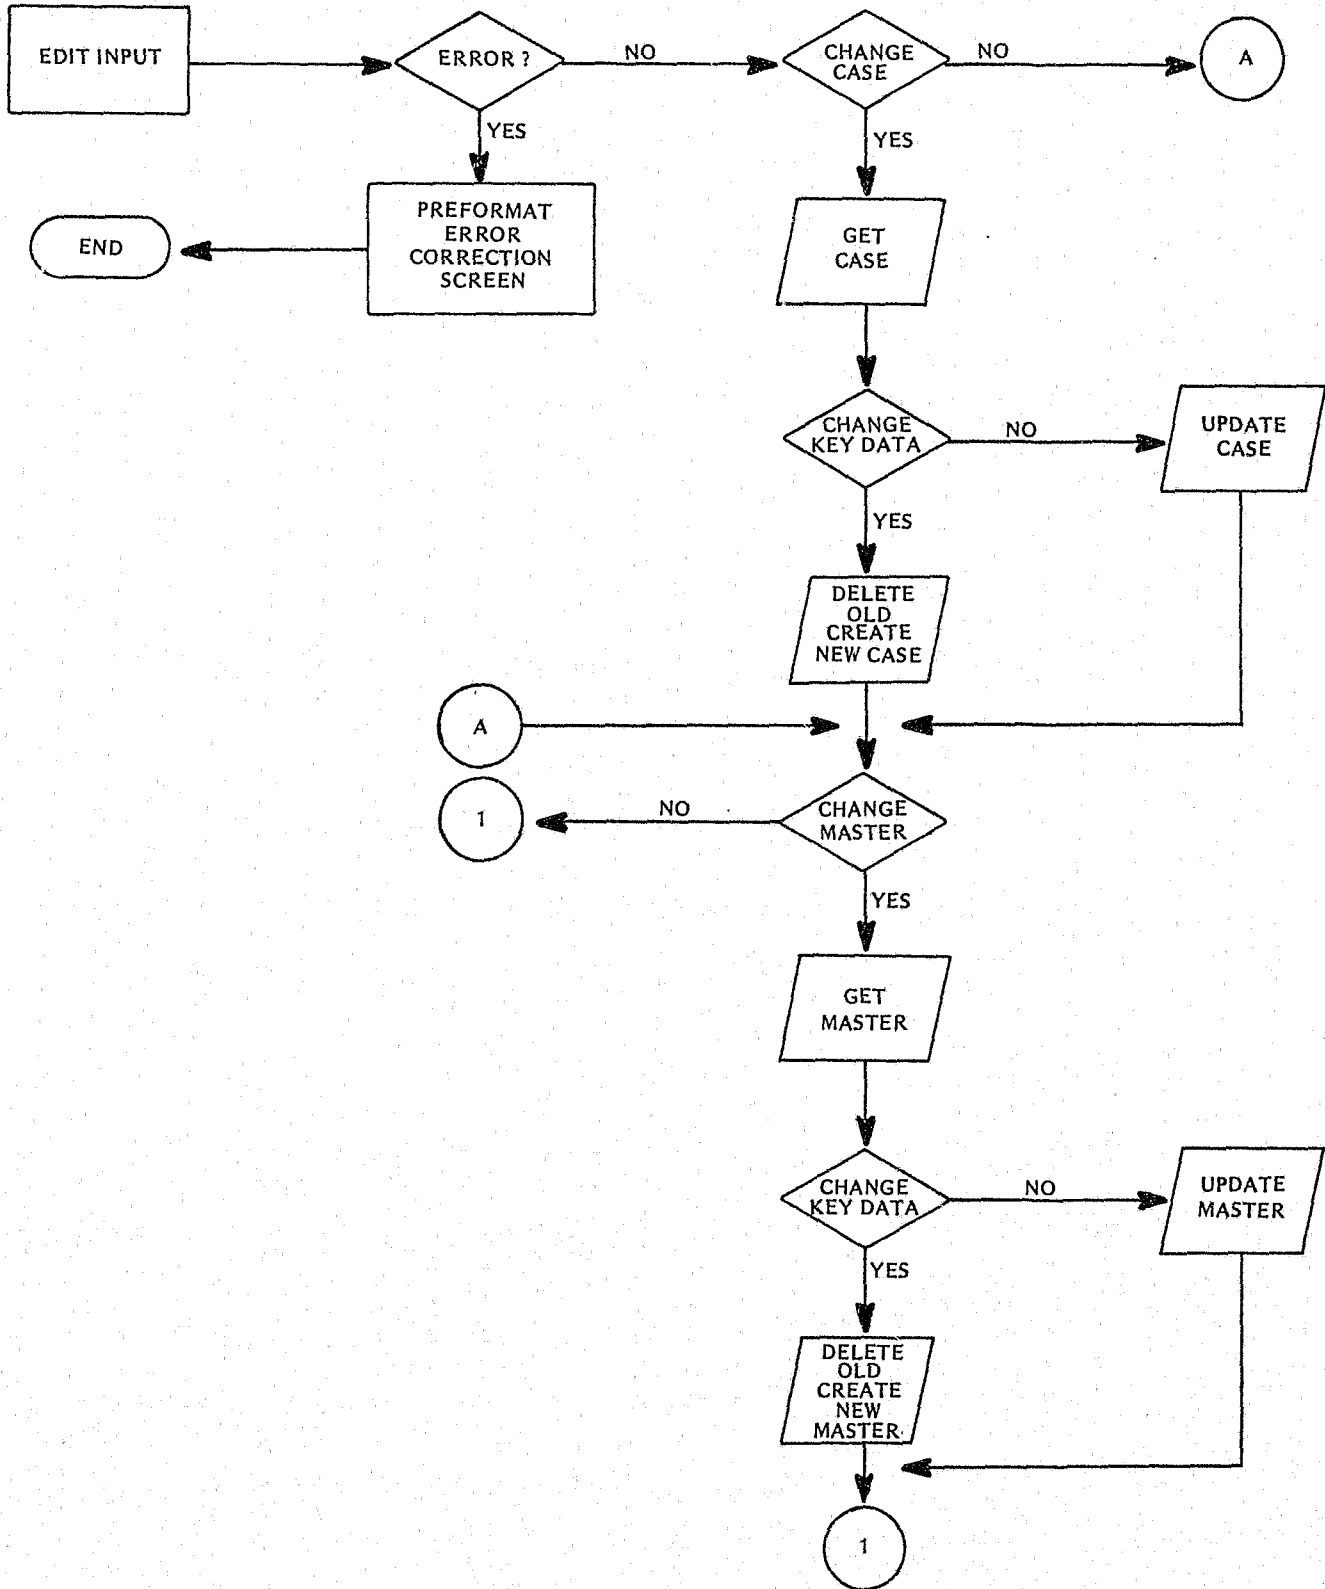 EDIT INPUT
ERROR ?
NO
CHANGE
CASE
NO
A
YES
YES
PREFORMAT
ERROR
CORRECTION
SCREEN
END
GET
CASE
CHANGE
KEY DATA
NO
UPDATE
CASE
YES
DELETE
OLD
CREATE
NEW CASE
A
1
NO
CHANGE
MASTER
YES
GET
MASTER
CHANGE
KEY DATA
NO
UPDATE
MASTER
YES
DELETE
OLD
CREATE
NEW
MASTER
1